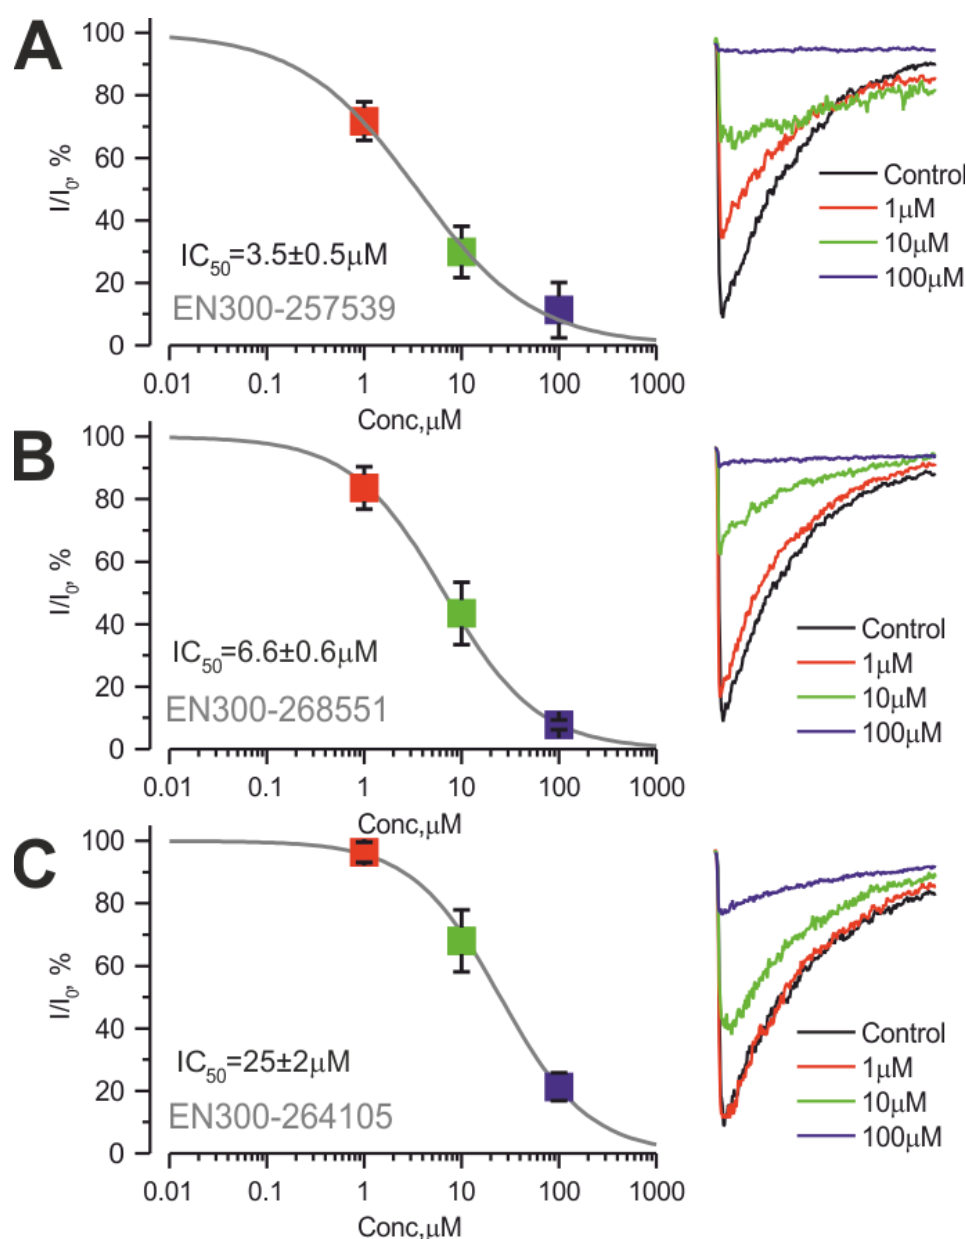 A
100
80
60
40
20
0
I/I₀, %
IC₅₀=3.5±0.5μM
EN300-257539
0.01 0.1 1 10 100 1000
Conc,μM
Control
1μM
10μM
100μM
B
100
80
60
40
20
0
I/I₀, %
IC₅₀=6.6±0.6μM
EN300-268551
0.01 0.1 1 10 100 1000
Conc,μM
Control
1μM
10μM
100μM
C
100
80
60
40
20
0
I/I₀, %
IC₅₀=25±2μM
EN300-264105
0.01 0.1 1 10 100 1000
Conc,μM
Control
1μM
10μM
100μM